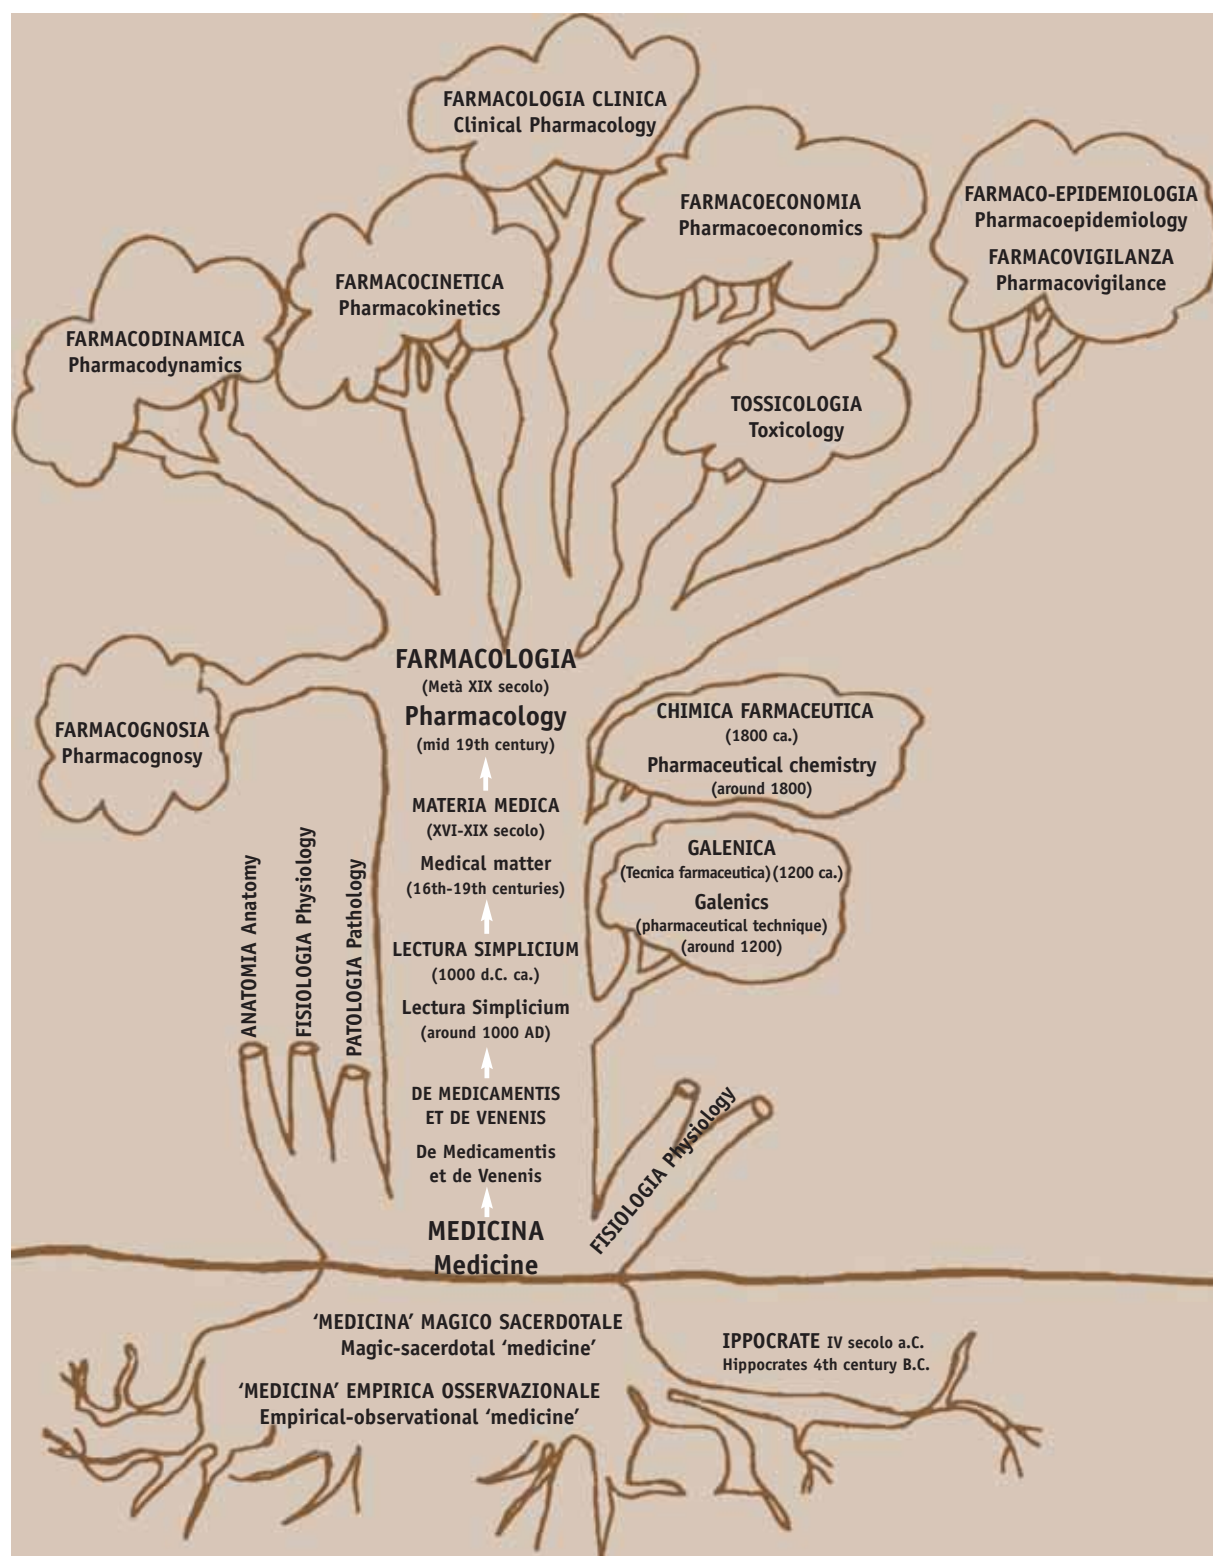 FARMACOLOGIA CLINICA
Clinical Pharmacology
FARMACOECONOMIA
Pharmacoeconomics
FARMACO-EPIDEMIOLOGIA
Pharmacoepidemiology
FARMACOVIGILANZA
Pharmacovigilance
FARMACOCINETICA
Pharmacokinetics
FARMACODINAMICA
Pharmacodynamics
TOSSICOLOGIA
Toxicology
FARMACOLOGIA
(Metà XIX secolo)
Pharmacology
(mid 19th century)
FARMACOGNOSIA
Pharmacognosy
CHIMICA FARMACEUTICA
(1800 ca.)
Pharmaceutical chemistry
(around 1800)
MATERIA MEDICA
(XVI-XIX secolo)
Medical matter
(16th-19th centuries)
GALENICA
(Tecnica farmaceutica) (1200 ca.)
Galenics
(pharmaceutical technique)
(around 1200)
ANATOMIA Anatomy
FISIOLOGIA Physiology
PATOLOGIA Pathology
LECTURA SIMPLICIUM
(1000 d.C. ca.)
Lectura Simplicium
(around 1000 AD)
DE MEDICAMENTIS
ET DE VENENIS
De Medicamentis
et de Venenis
FISIOLOGIA Physiology
MEDICINA
Medicine
‘MEDICINA’ MAGICO SACERDOTALE
Magic-sacerdotal ‘medicine’
IPPOCRATE IV secolo a.C.
Hippocrates 4th century B.C.
‘MEDICINA’ EMPIRICA OSSERVAZIONALE
Empirical-observational ‘medicine’